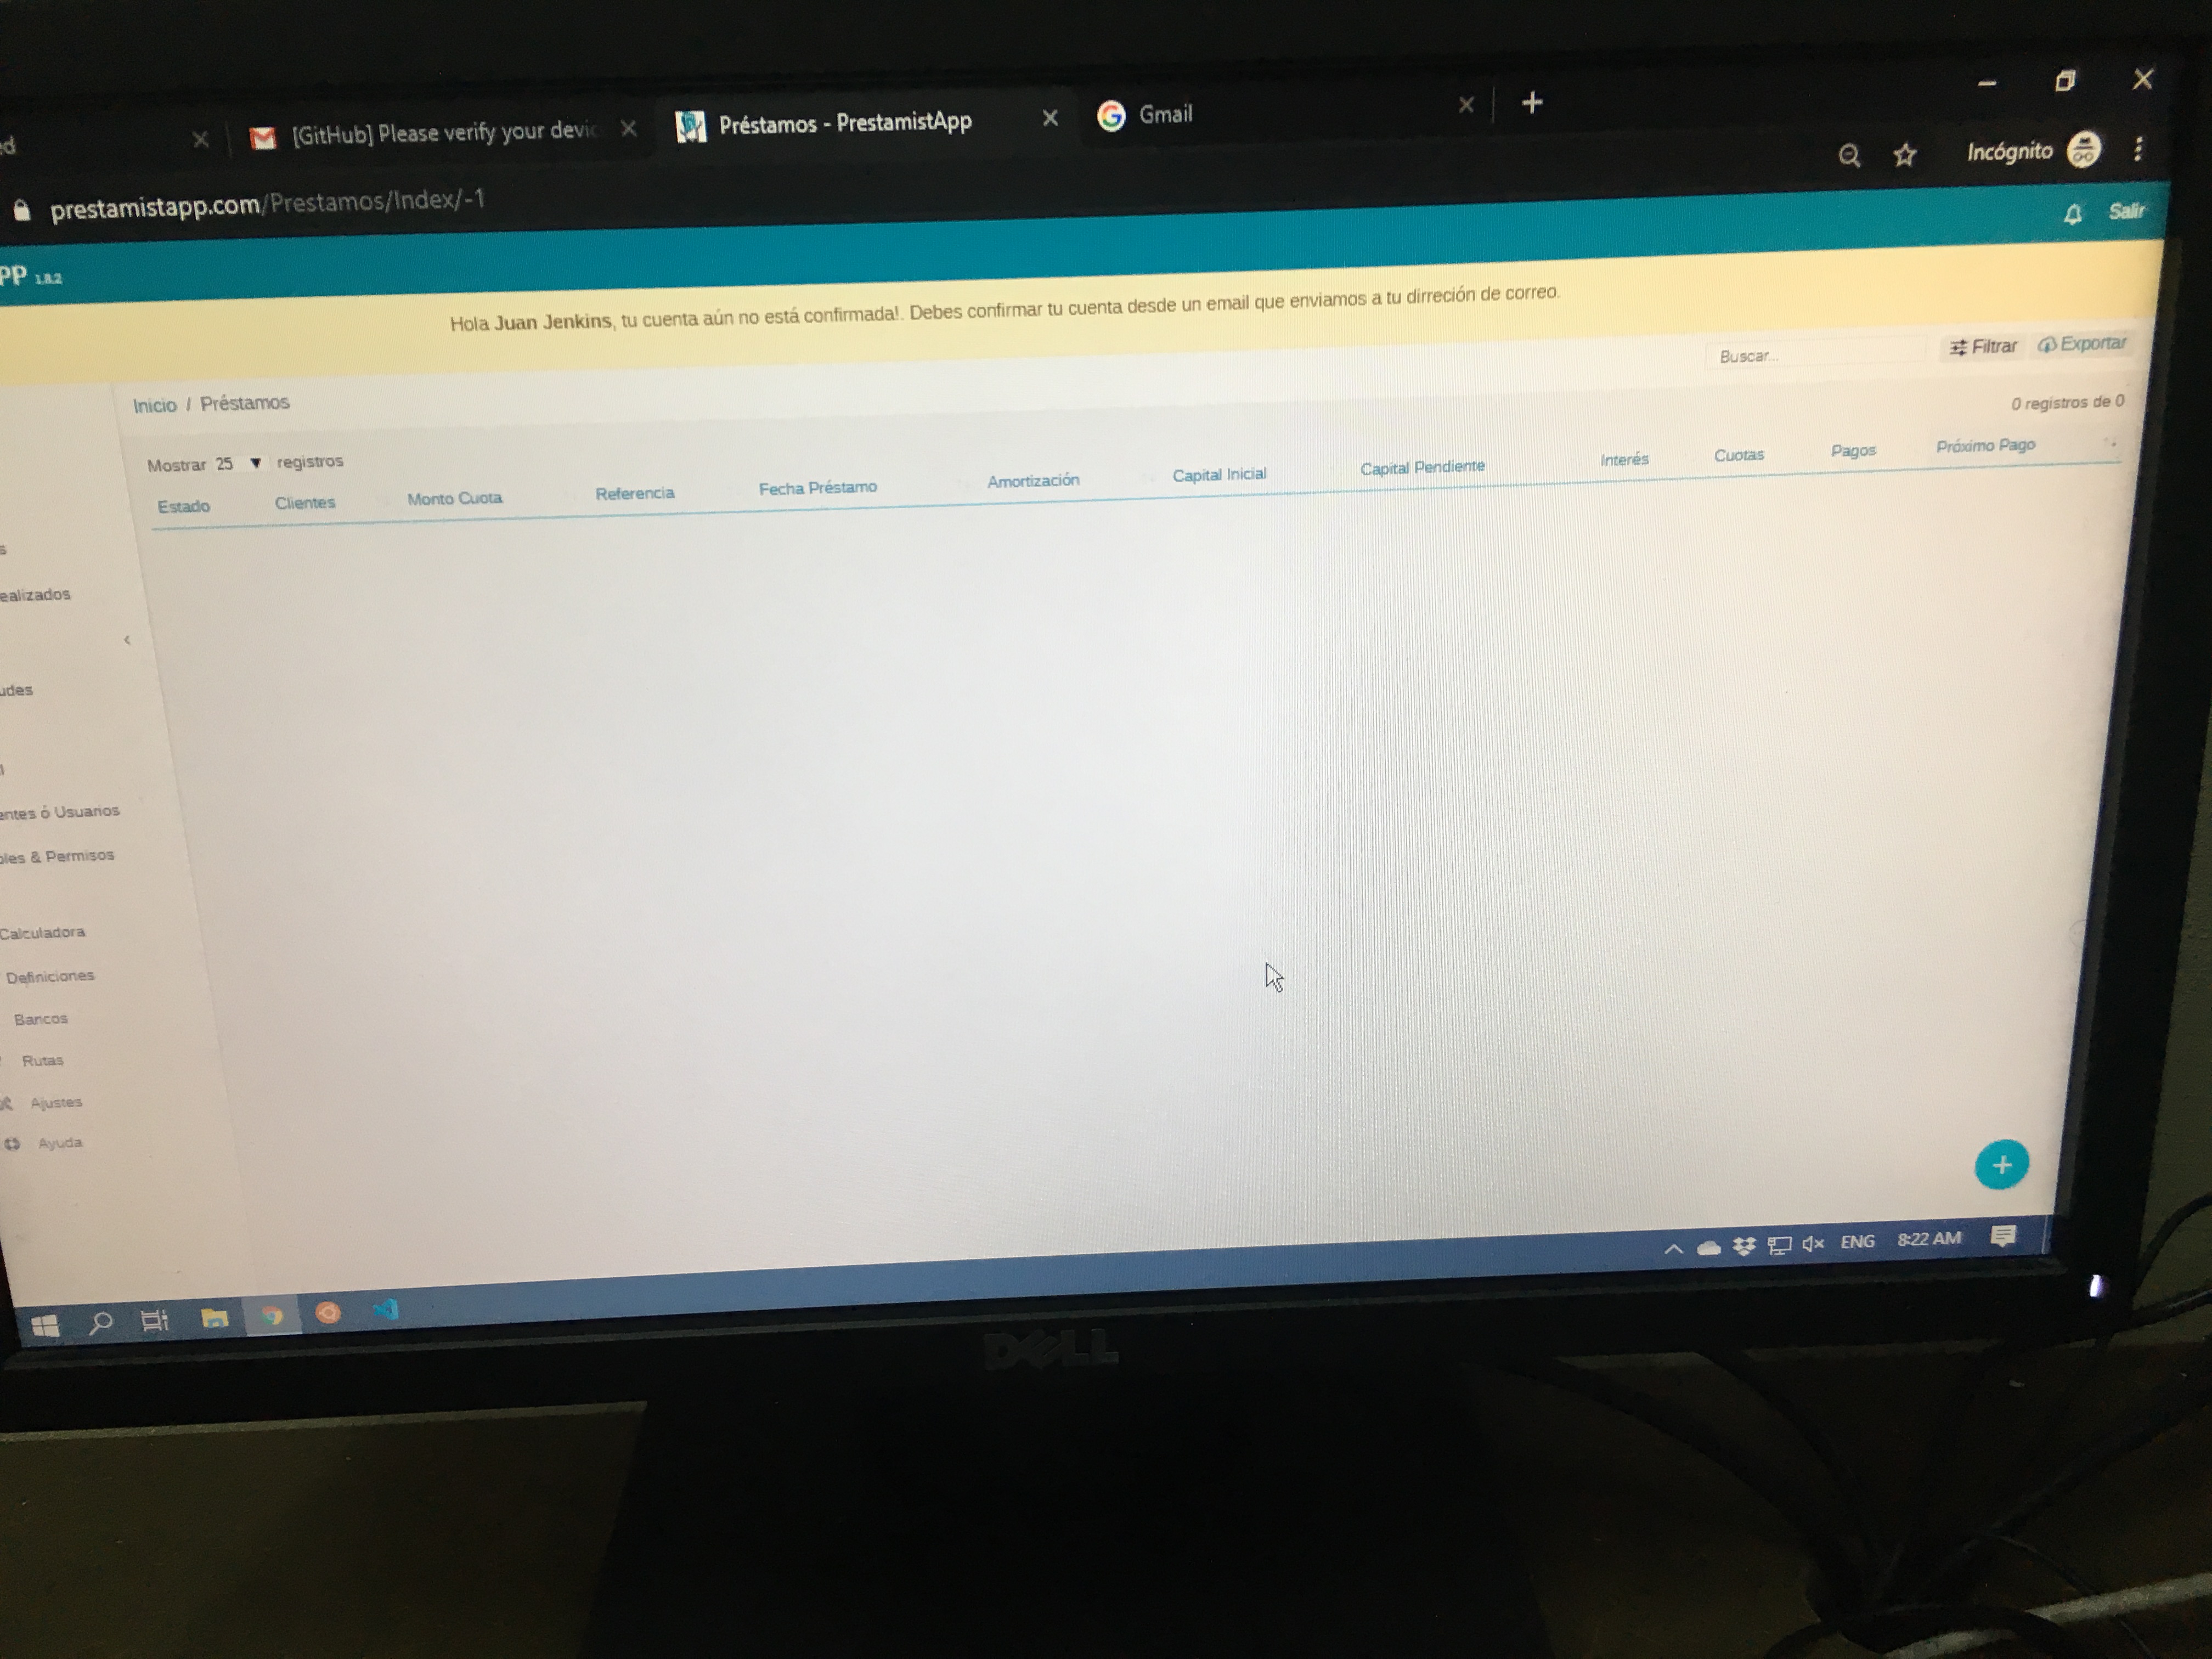 [GitHub] Please verify your devic
Préstamos - PrestamistApp
Gmail
prestamistapp.com/Prestamos/Index/-1
Incógnito
PP 1.8.2
Salir
Hola Juan Jenkins, tu cuenta aún no está confirmada!. Debes confirmar tu cuenta desde un email que enviamos a tu dirreción de correo.
Buscar...
Filtrar
Exportar
Inicio / Préstamos
0 registros de 0
Mostrar 25 registros
Estado Clientes Monto Cuota Referencia Fecha Préstamo Amortización Capital Inicial Capital Pendiente Interés Cuotas Pagos Próximo Pago
ealizados
udes
entes ó Usuarios
oles & Permisos
Calculadora
Definiciones
Bancos
Rutas
Ajustes
Ayuda
ENG 8:22 AM
DELL